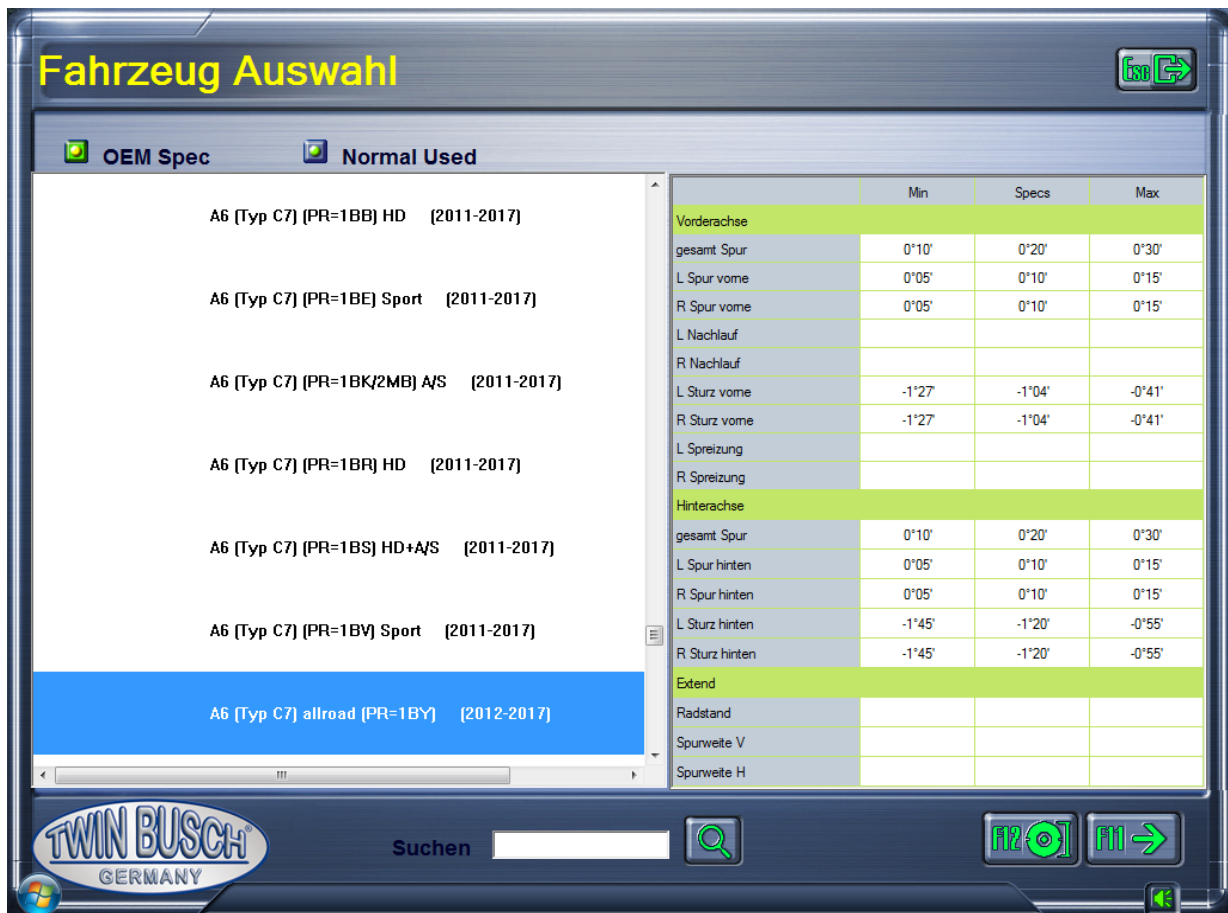 Fahrzeug Auswahl
Esc
OEM Spec Normal Used
A6 (Typ C7) (PR=1BB) HD (2011-2017)
A6 (Typ C7) (PR=1BE) Sport (2011-2017)
A6 (Typ C7) (PR=1BK/2MB) A/S (2011-2017)
A6 (Typ C7) (PR=1BR) HD (2011-2017)
A6 (Typ C7) (PR=1BS) HD+A/S (2011-2017)
A6 (Typ C7) (PR=1BV) Sport (2011-2017)
A6 (Typ C7) allroad (PR=1BY) (2012-2017)
Min Specs Max
Vorderachse
gesamt Spur 0°10' 0°20' 0°30'
L Spur vorne 0°05' 0°10' 0°15'
R Spur vorne 0°05' 0°10' 0°15'
L Nachlauf
R Nachlauf
L Sturz vorne -1°27' -1°04' -0°41'
R Sturz vorne -1°27' -1°04' -0°41'
L Spreizung
R Spreizung
Hinterachse
gesamt Spur 0°10' 0°20' 0°30'
L Spur hinten 0°05' 0°10' 0°15'
R Spur hinten 0°05' 0°10' 0°15'
L Sturz hinten -1°45' -1°20' -0°55'
R Sturz hinten -1°45' -1°20' -0°55'
Extend
Radstand
Spurweite V
Spurweite H
TWIN BUSCH®
GERMANY
Suchen
F12
F11